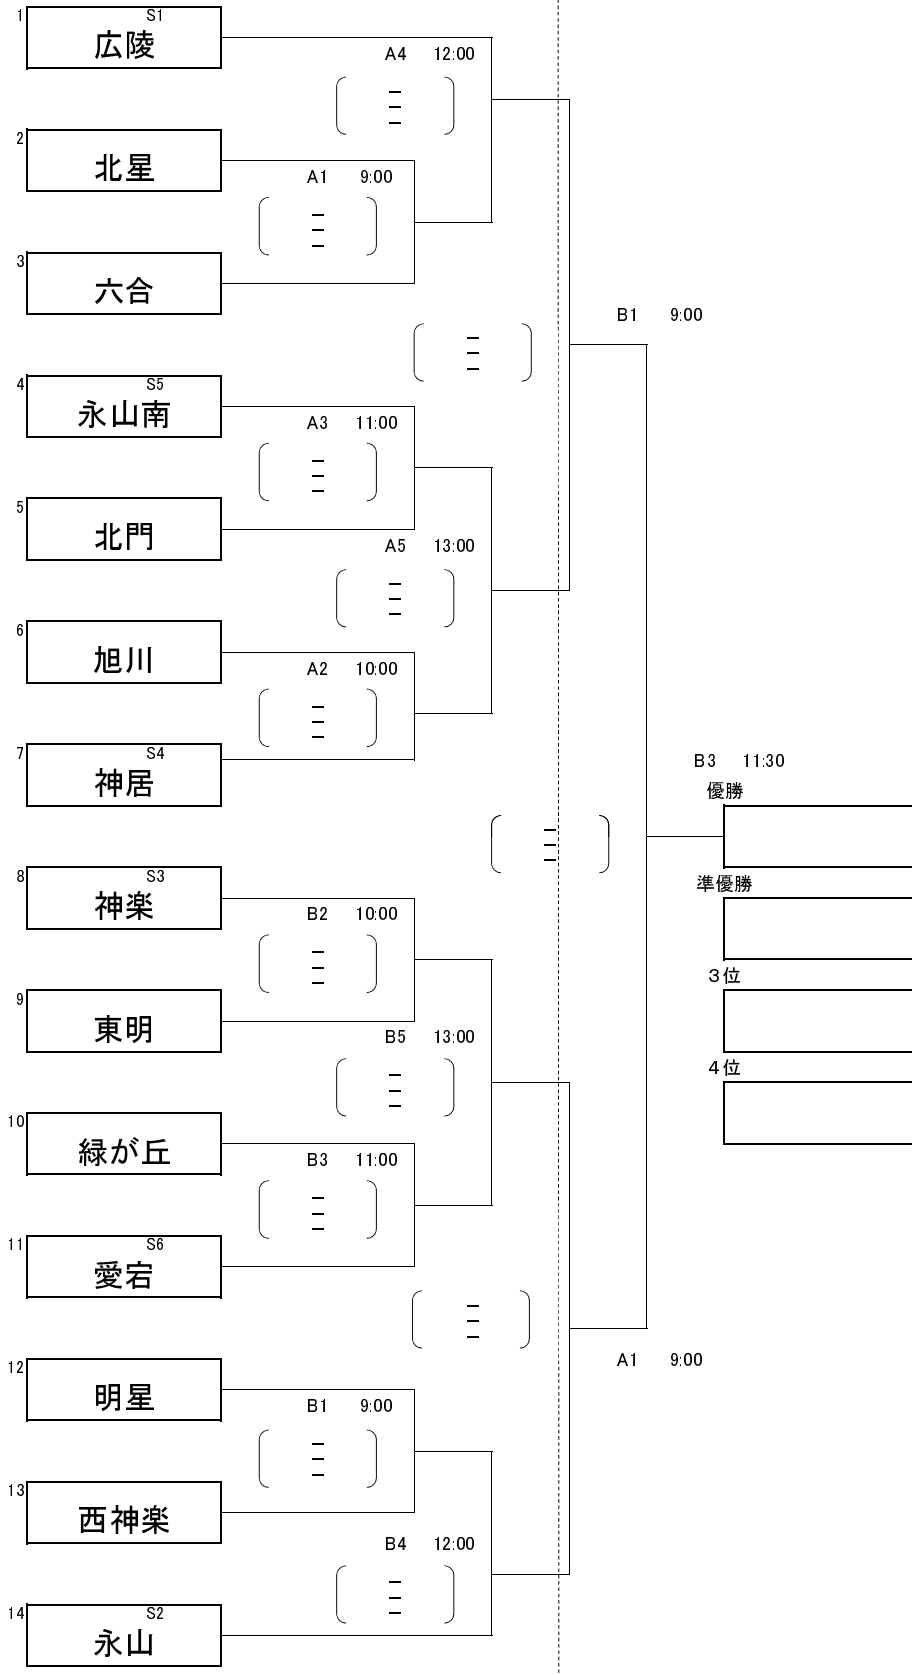 1 S1
広陵
A4 12:00
2
北星
A1 9:00
3
六合
B1 9:00
4 S5
永山南
A3 11:00
5
北門
A5 13:00
6
旭川
A2 10:00
7 S4
神居
B3 11:30
優勝
8 S3
神楽
準優勝
B2 10:00
3位
9
東明
B5 13:00
4位
10
緑が丘
B3 11:00
11 S6
愛宕
A1 9:00
12
明星
B1 9:00
13
西神楽
B4 12:00
14 S2
永山